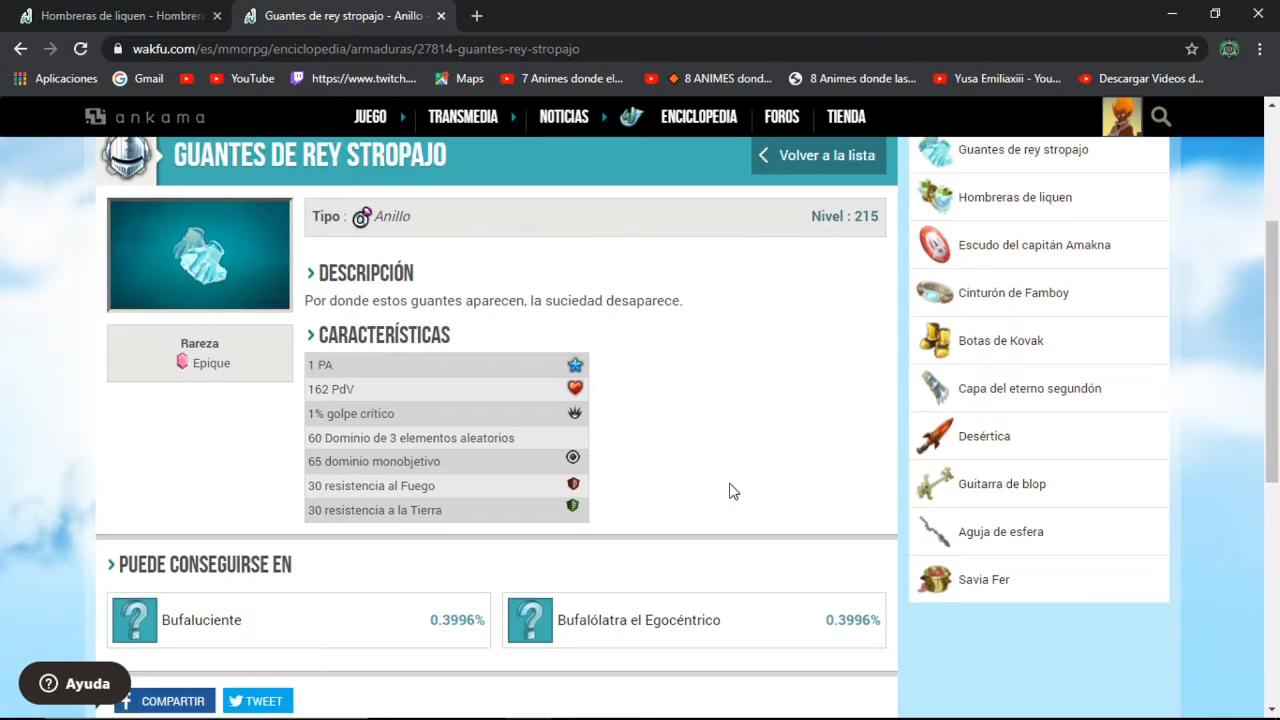 Hombreras de liquen - Hombrera
Guantes de rey stropajo - Anillo -
wakfu.com/es/mmorpg/enciclopedia/armaduras/27814-guantes-rey-stropajo
Aplicaciones
Gmail
YouTube
https://www.twitch....
Maps
7 Animes donde el...
8 ANIMES dond...
8 Animes donde las...
Yusa Emiliaxiii - You...
Descargar Videos d...
ankama
JUEGO
TRANSMEDIA
NOTICIAS
ENCICLOPEDIA
FOROS
TIENDA
GUANTES DE REY STROPAJO
Volver a la lista
Tipo : Anillo
Nivel : 215
DESCRIPCIÓN
Por donde estos guantes aparecen, la suciedad desaparece.
Rareza
Epique
CARACTERÍSTICAS
1 PA
162 PdV
1% golpe crítico
60 Dominio de 3 elementos aleatorios
65 dominio monobjetivo
30 resistencia al Fuego
30 resistencia a la Tierra
PUEDE CONSEGUIRSE EN
Bufaluciente 0.3996%
Bufalólatra el Egocéntrico 0.3996%
Guantes de rey stropajo
Hombreras de liquen
Escudo del capitán Amakna
Cinturón de Famboy
Botas de Kovak
Capa del eterno segundón
Desértica
Guitarra de blop
Aguja de esfera
Savia Fer
Ayuda
COMPARTIR
TWEET